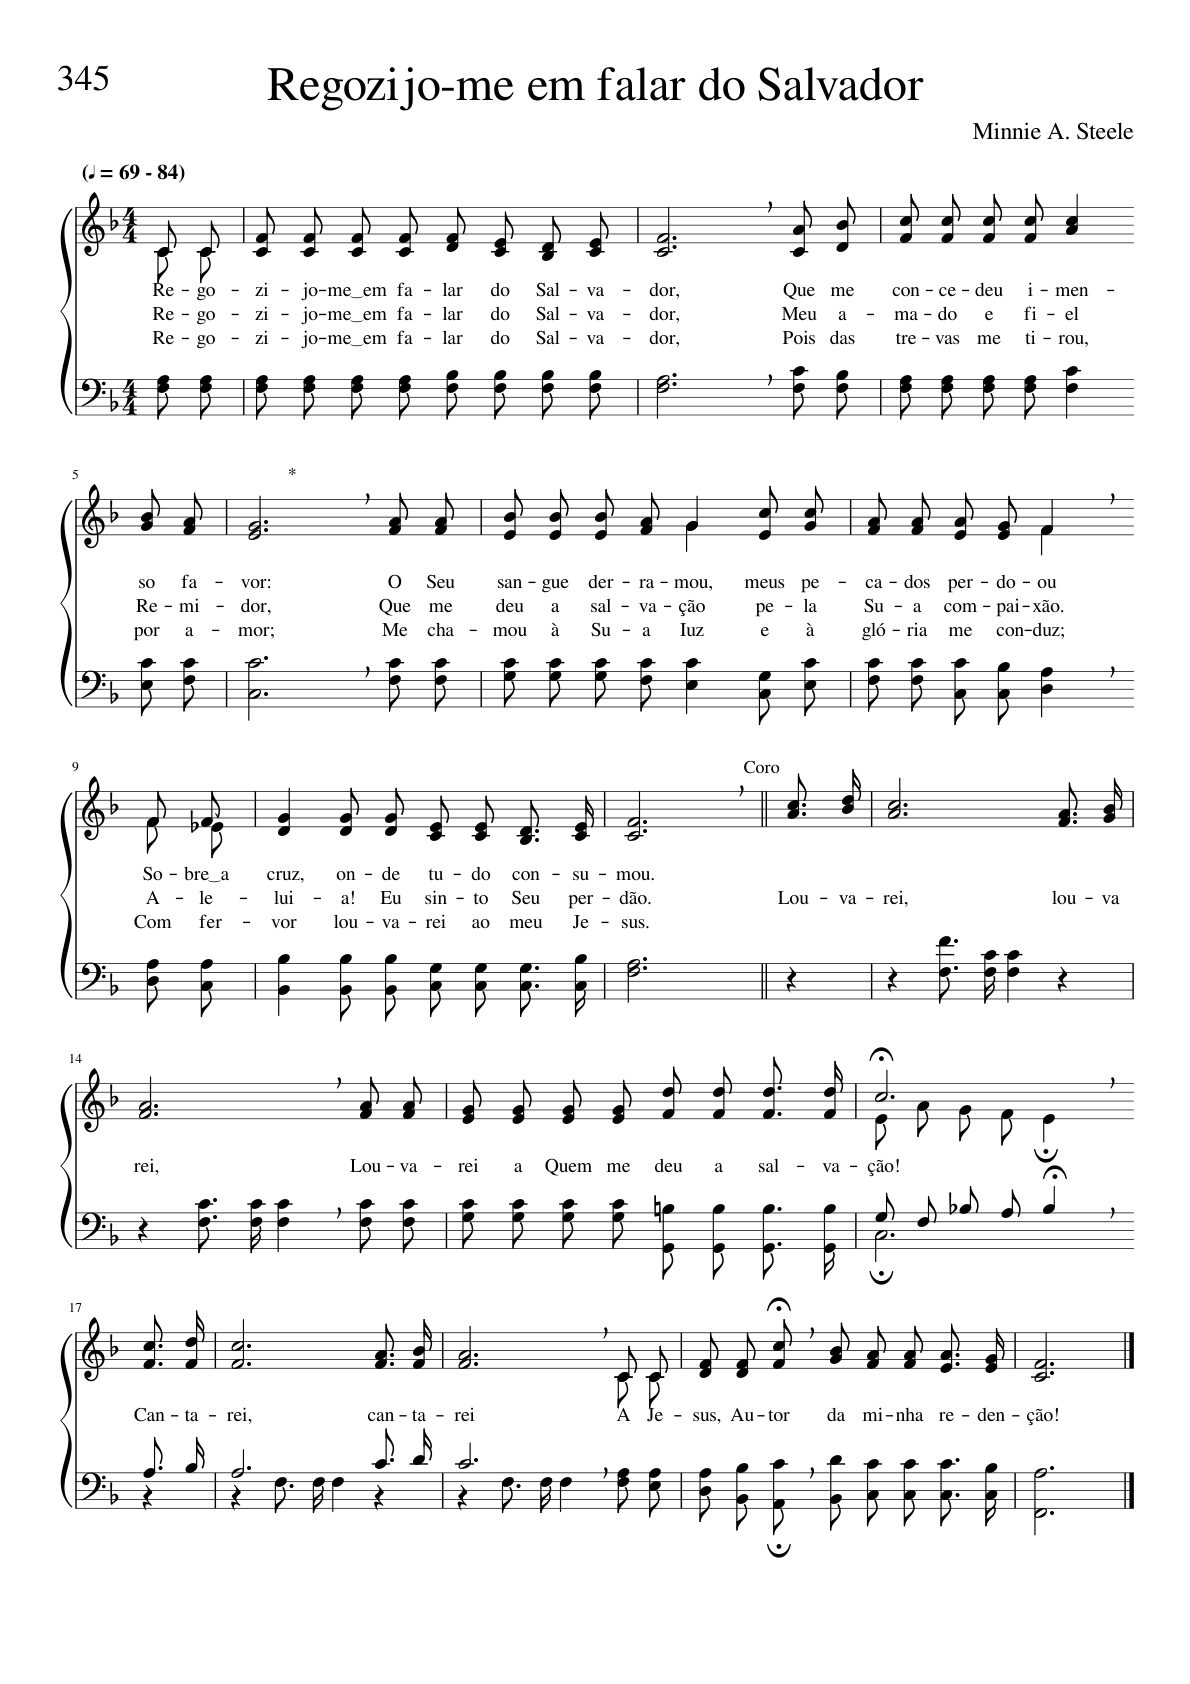 345
Regozijo-me em falar do Salvador
Minnie A. Steele
(♩ = 69 - 84)
Re - go - zi - jo - me‿em fa - lar do Sal - va - dor, Que me con - ce - deu i - men -
Re - go - zi - jo - me‿em fa - lar do Sal - va - dor, Meu a - ma - do e fi - el
Re - go - zi - jo - me‿em fa - lar do Sal - va - dor, Pois das tre - vas me ti - rou,
5
*
so fa - vor: O Seu san - gue der - ra - mou, meus pe - ca - dos per - do - ou
Re - mi - dor, Que me deu a sal - va - ção pe - la Su - a com - pai - xão.
por a - mor; Me cha - mou à Su - a Iuz e à gló - ria me con - duz;
9
Coro
So - bre‿a cruz, on - de tu - do con - su - mou.
A - le - lui - a! Eu sin - to Seu per - dão. Lou - va - rei, lou - va
Com fer - vor lou - va - rei ao meu Je - sus.
14
rei, Lou - va - rei a Quem me deu a sal - va - ção!
17
Can - ta - rei, can - ta - rei A Je - sus, Au - tor da mi - nha re - den - ção!